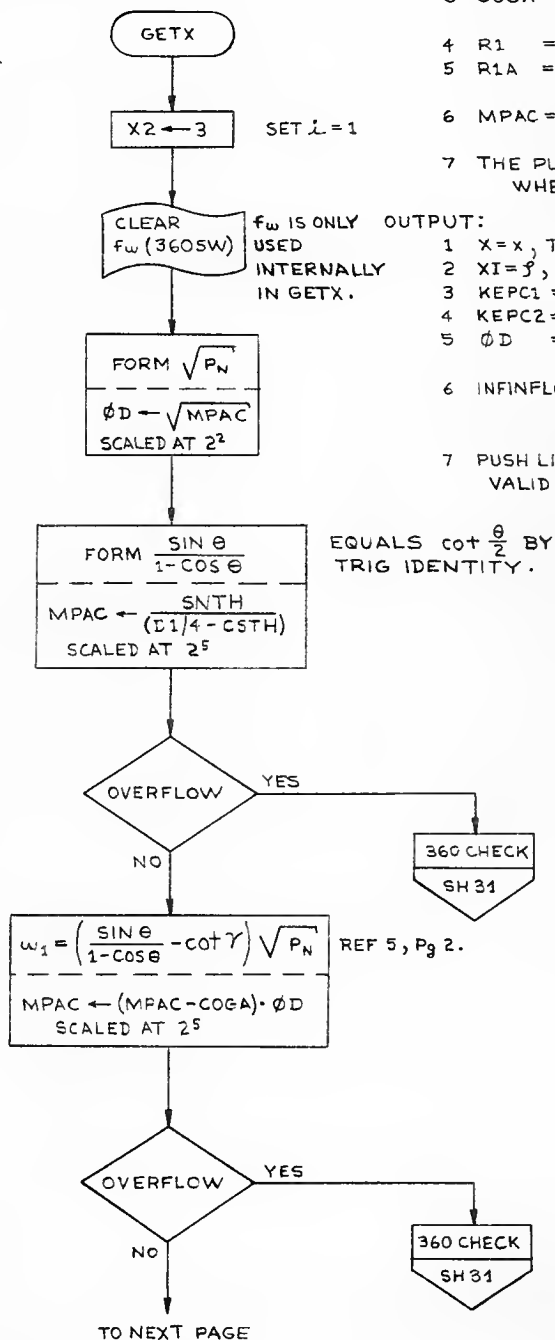 GETX
X2 ← 3 SET i = 1
4 R1 =
5 R1A =
6 MPAC =
7 THE PU
WHE
CLEAR
fω (360SW)
fω IS ONLY
USED
INTERNALLY
IN GETX.
OUTPUT:
1 X = x, T
2 XI = ξ,
3 KEPC1 =
4 KEPC2 =
5 ØD =
6 INFINFL
7 PUSH LI
VALID
FORM √P_N
ØD ← √MPAC
SCALED AT 2²
FORM SIN θ / 1-COS θ
MPAC ← SNTH / (D1/4 - CSTH)
SCALED AT 2⁵
EQUALS cot θ/2 BY
TRIG IDENTITY.
OVERFLOW
YES
360 CHECK
SH 31
NO
ω₁ = (SIN θ / 1-COS θ - cot γ) √P_N REF 5, Pg 2.
MPAC ← (MPAC-COGA) · ØD
SCALED AT 2⁵
OVERFLOW
YES
360 CHECK
SH 31
NO
TO NEXT PAGE